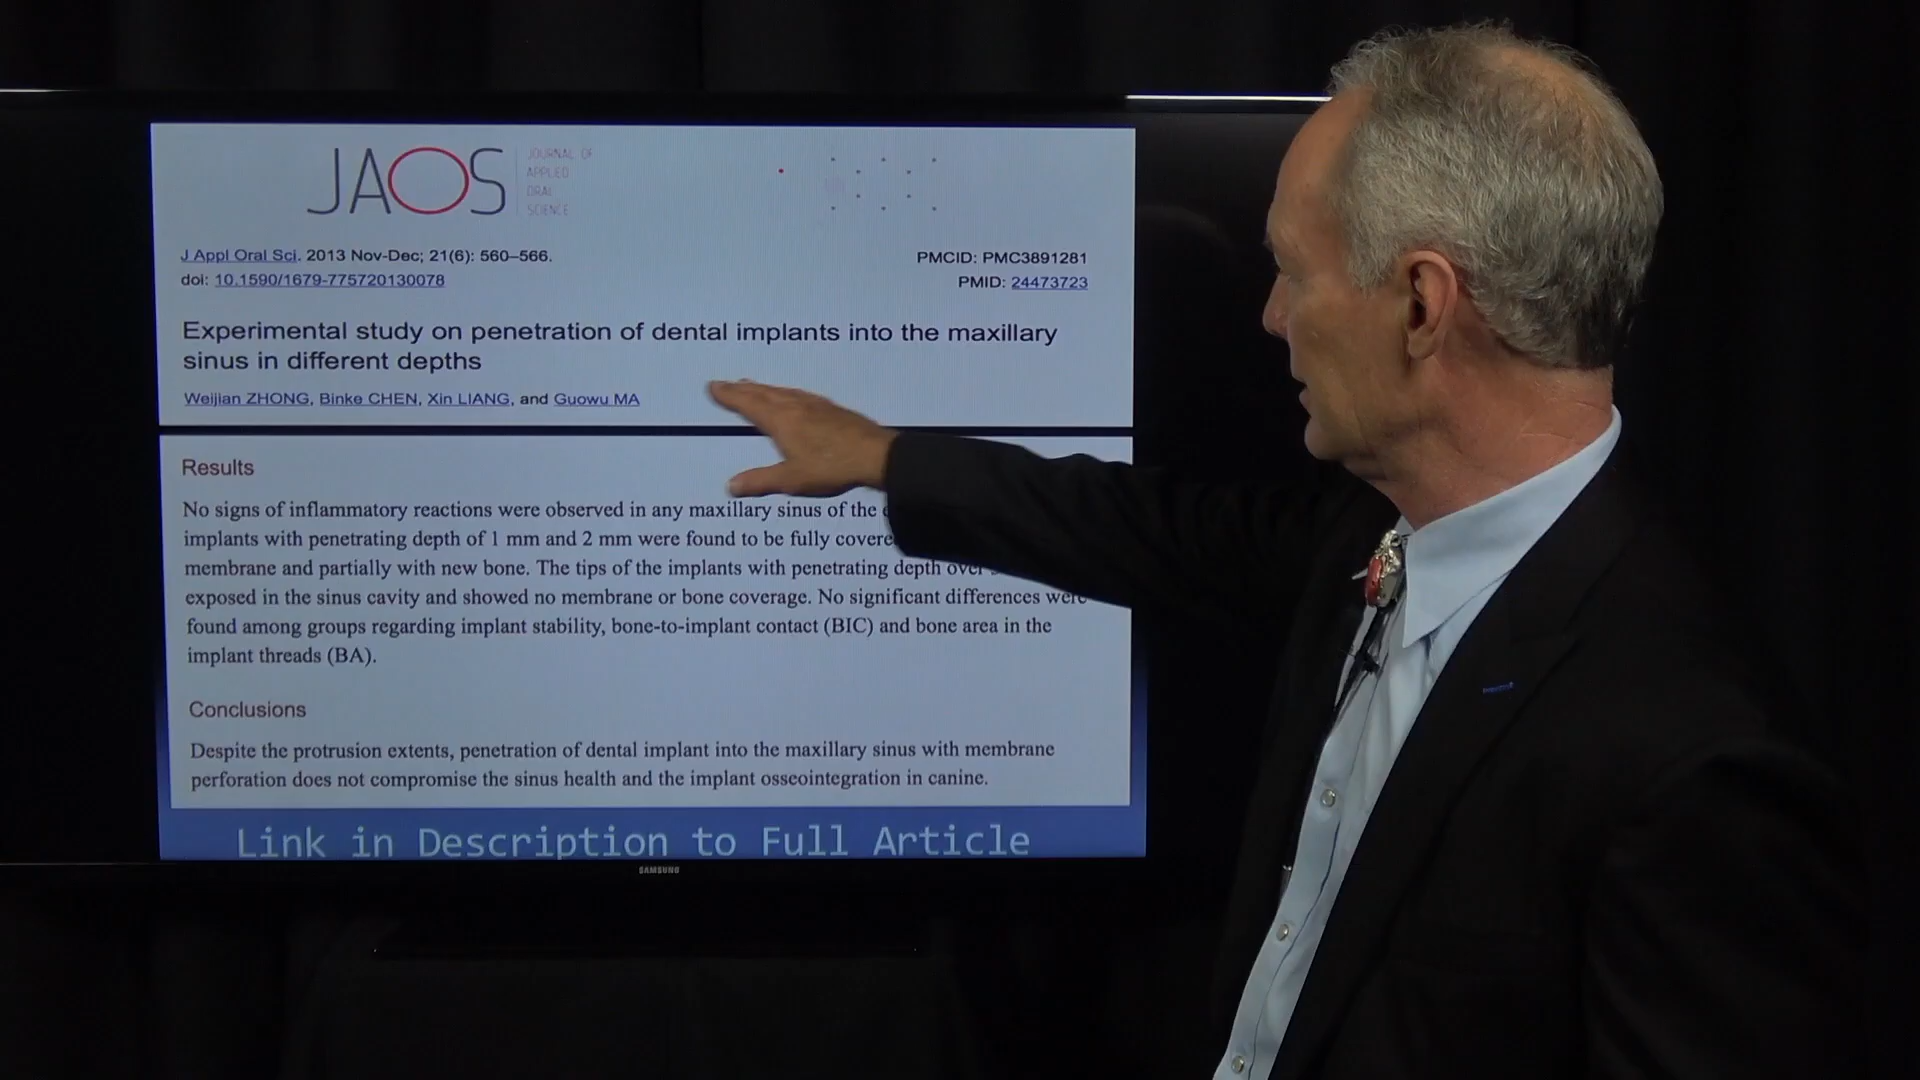 JAOS
JOURNAL OF
APPLIED
ORAL
SCIENCE
J Appl Oral Sci. 2013 Nov-Dec; 21(6): 560–566.
doi: 10.1590/1679-775720130078
PMCID: PMC3891281
PMID: 24473723
Experimental study on penetration of dental implants into the maxillary
sinus in different depths
Weijian ZHONG, Binke CHEN, Xin LIANG, and Guowu MA
Results
No signs of inflammatory reactions were observed in any maxillary sinus of the
implants with penetrating depth of 1 mm and 2 mm were found to be fully
membrane and partially with new bone. The tips of the implants with penetrating depth
exposed in the sinus cavity and showed no membrane or bone coverage. No significant differences were
found among groups regarding implant stability, bone-to-implant contact (BIC) and bone area in the
implant threads (BA).
Conclusions
Despite the protrusion extents, penetration of dental implant into the maxillary sinus with membrane
perforation does not compromise the sinus health and the implant osseointegration in canine.
Link in Description to Full Article
SAMSUNG